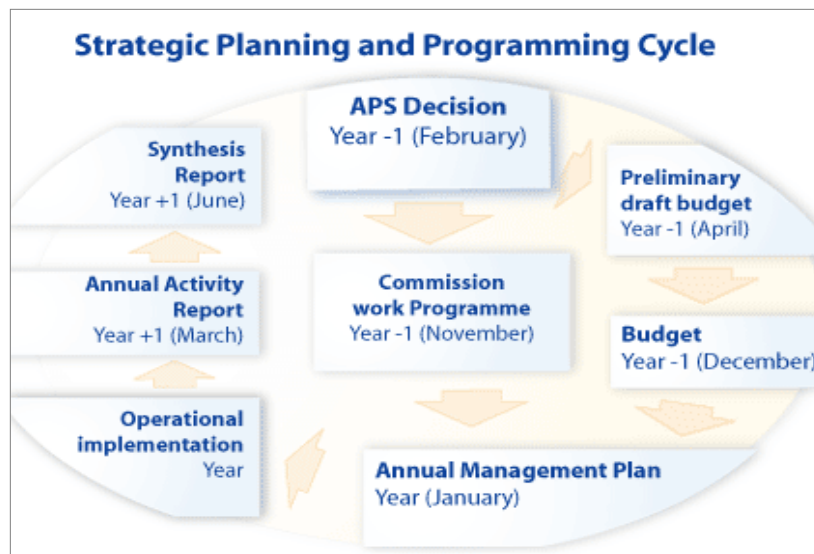 Strategic Planning and Programming Cycle
APS Decision
Year -1 (February)
Synthesis
Report
Year +1 (June)
Preliminary
draft budget
Year -1 (April)
Annual Activity
Report
Year +1 (March)
Commission
work Programme
Year -1 (November)
Budget
Year -1 (December)
Operational
implementation
Year
Annual Management Plan
Year (January)